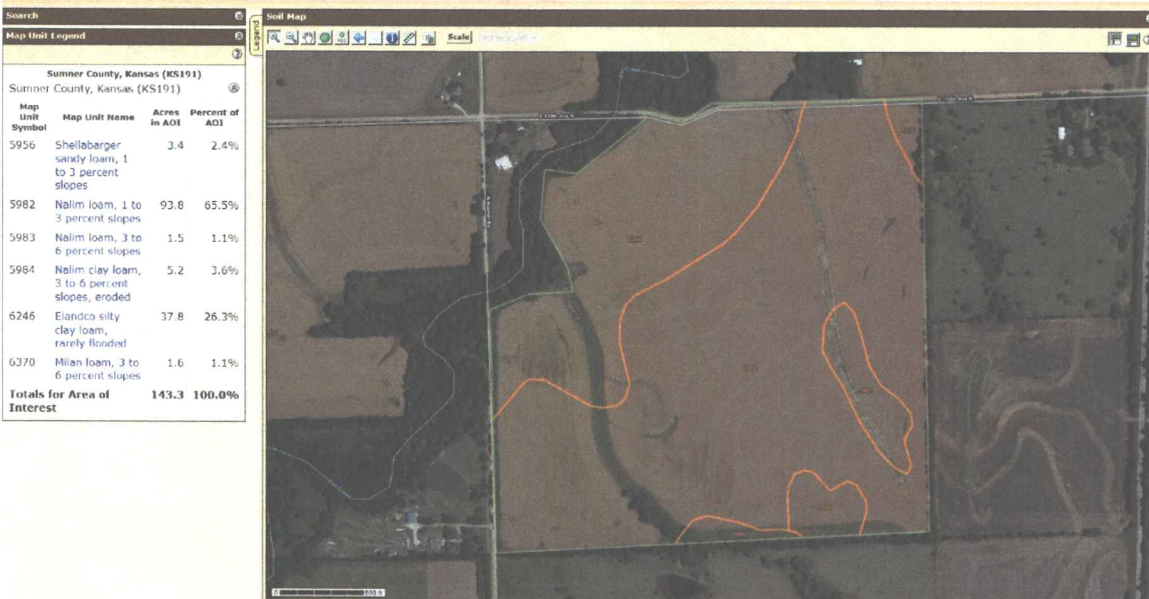 Search
Map Unit Legend
Sumner County, Kansas (KS191)
Sumner County, Kansas (KS191)
Map Unit Symbol Map Unit Name Acres in AOI Percent of AOI
5956 Shellabarger 3.4 2.4%
sandy loam, 1
to 3 percent
slopes
5982 Nalim loam, 1 to 93.8 65.5%
3 percent slopes
5983 Nalim loam, 3 to 1.5 1.1%
6 percent slopes
5984 Nalim clay loam, 5.2 3.6%
3 to 6 percent
slopes, eroded
6246 Elandco silty 37.8 26.3%
clay loam,
rarely flooded
6370 Milan loam, 3 to 1.6 1.1%
6 percent slopes
Totals for Area of 143.3 100.0%
Interest
Legend
Soil Map
Scale
0